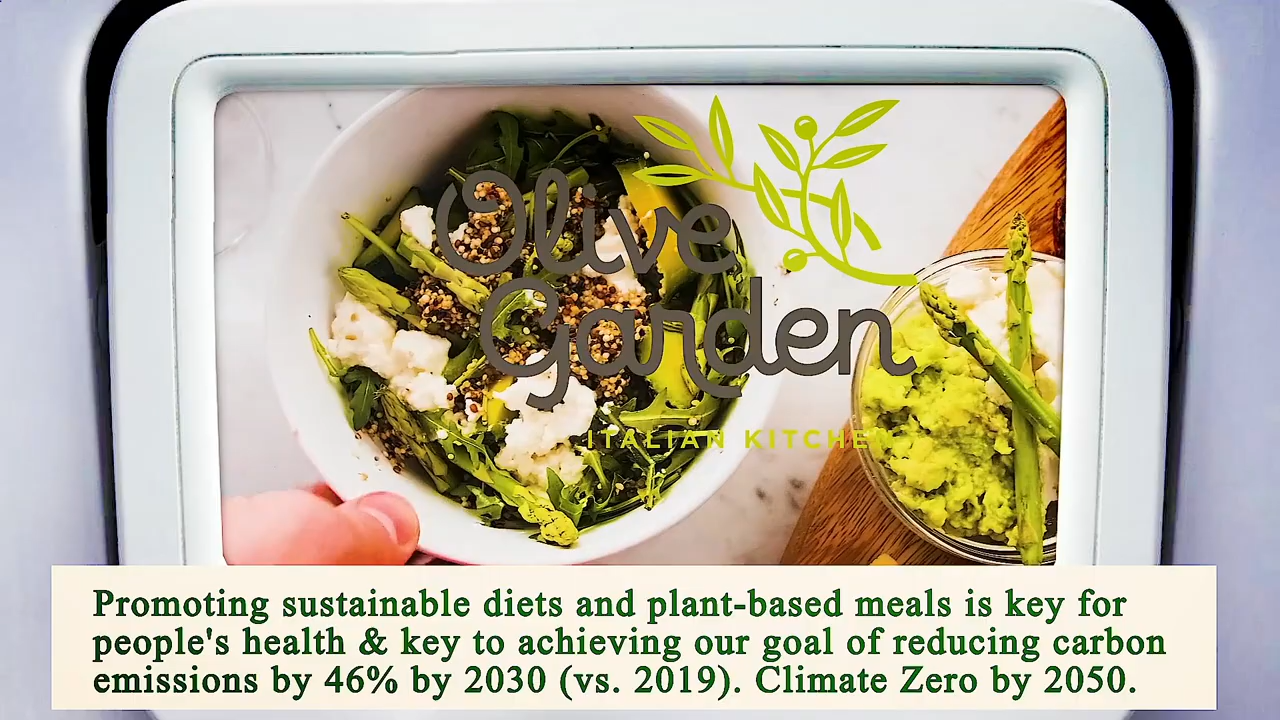 Olive
Garden
ITALIAN KITCHEN
Promoting sustainable diets and plant-based meals is key for
people's health & key to achieving our goal of reducing carbon
emissions by 46% by 2030 (vs. 2019). Climate Zero by 2050.